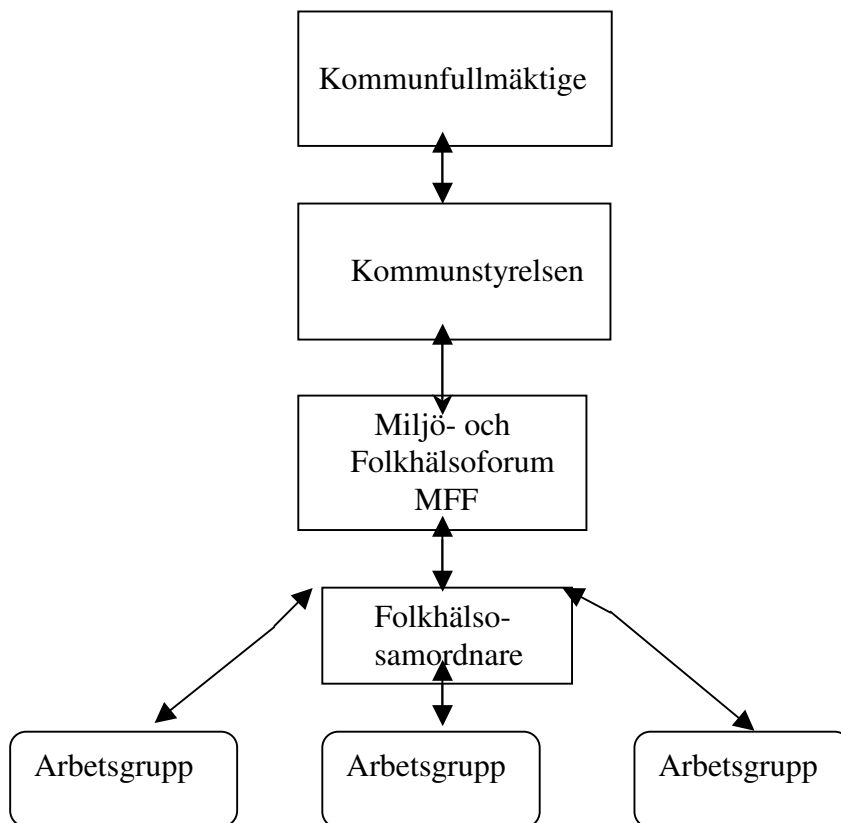 Kommunfullmäktige
Kommunstyrelsen
Miljö- och
Folkhälsoforum
MFF
Folkhälso-
samordnare
Arbetsgrupp
Arbetsgrupp
Arbetsgrupp